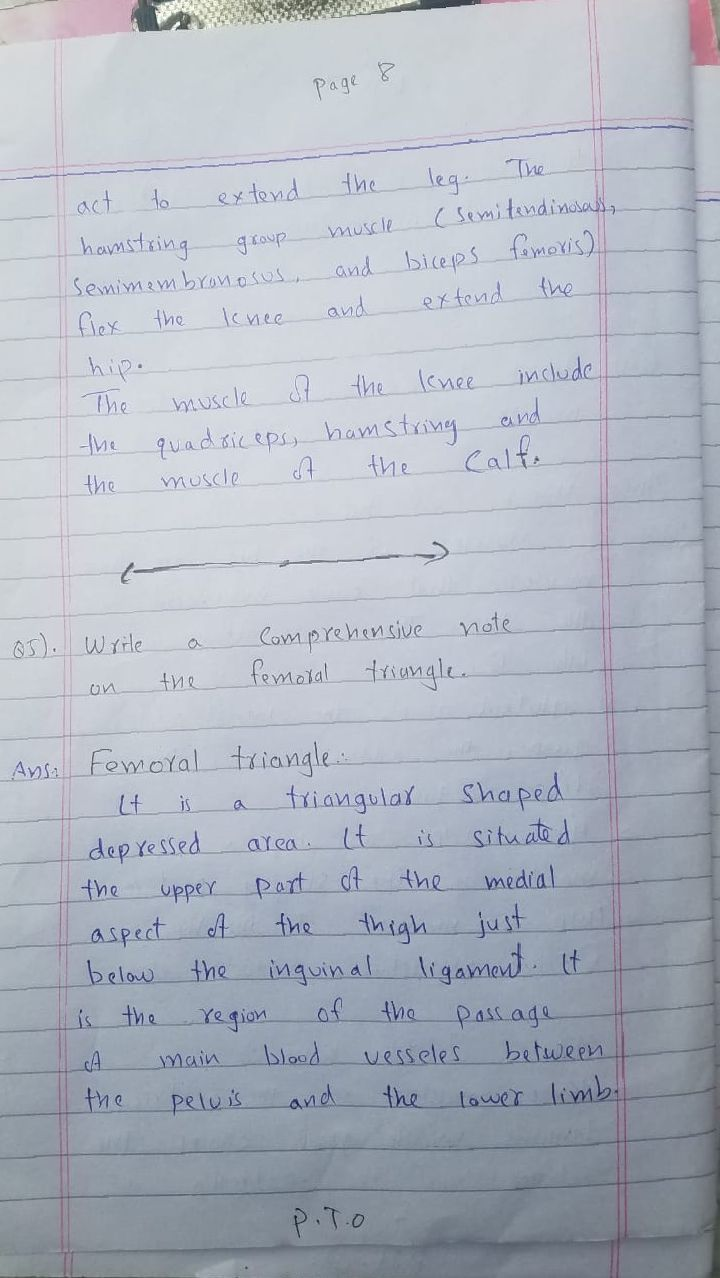 Page 8
act to extend the leg. The
hamstring group muscle (Semitendinosus,
Semimembranosus, and biceps femoris)
flex the knee and extend the
hip.
The muscle of the knee include
the quadriceps, hamstring and
the muscle of the Calf.
Q5). Write a Comprehensive note
on the femoral triangle.
Ans: Femoral triangle:
It is a triangular shaped
depressed area. It is situated
the upper part of the medial
aspect of the thigh just
below the inguinal ligament. It
is the region of the passage
of main blood vesseles between
the pelvis and the lower limb.
P.T.O